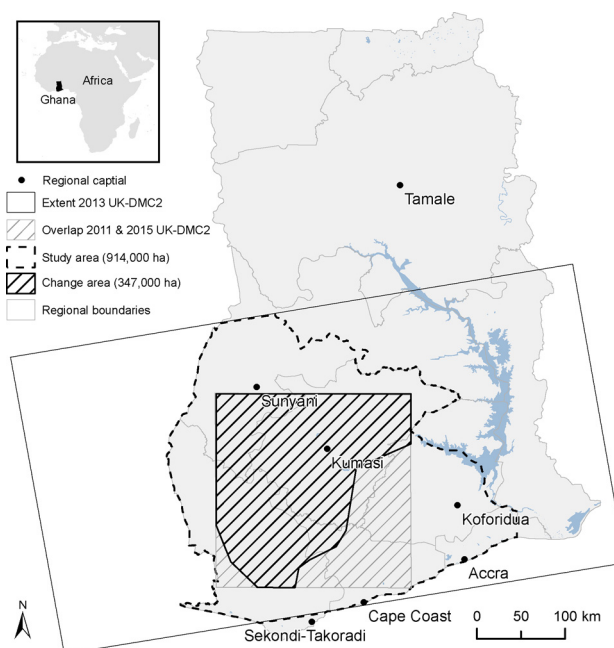 Africa
Ghana
Regional captial
Extent 2013 UK-DMC2
Overlap 2011 & 2015 UK-DMC2
Study area (914,000 ha)
Change area (347,000 ha)
Regional boundaries
Tamale
Sunyani
Kumasi
Koforidua
Accra
Cape Coast
Sekondi-Takoradi
N
0 50 100 km